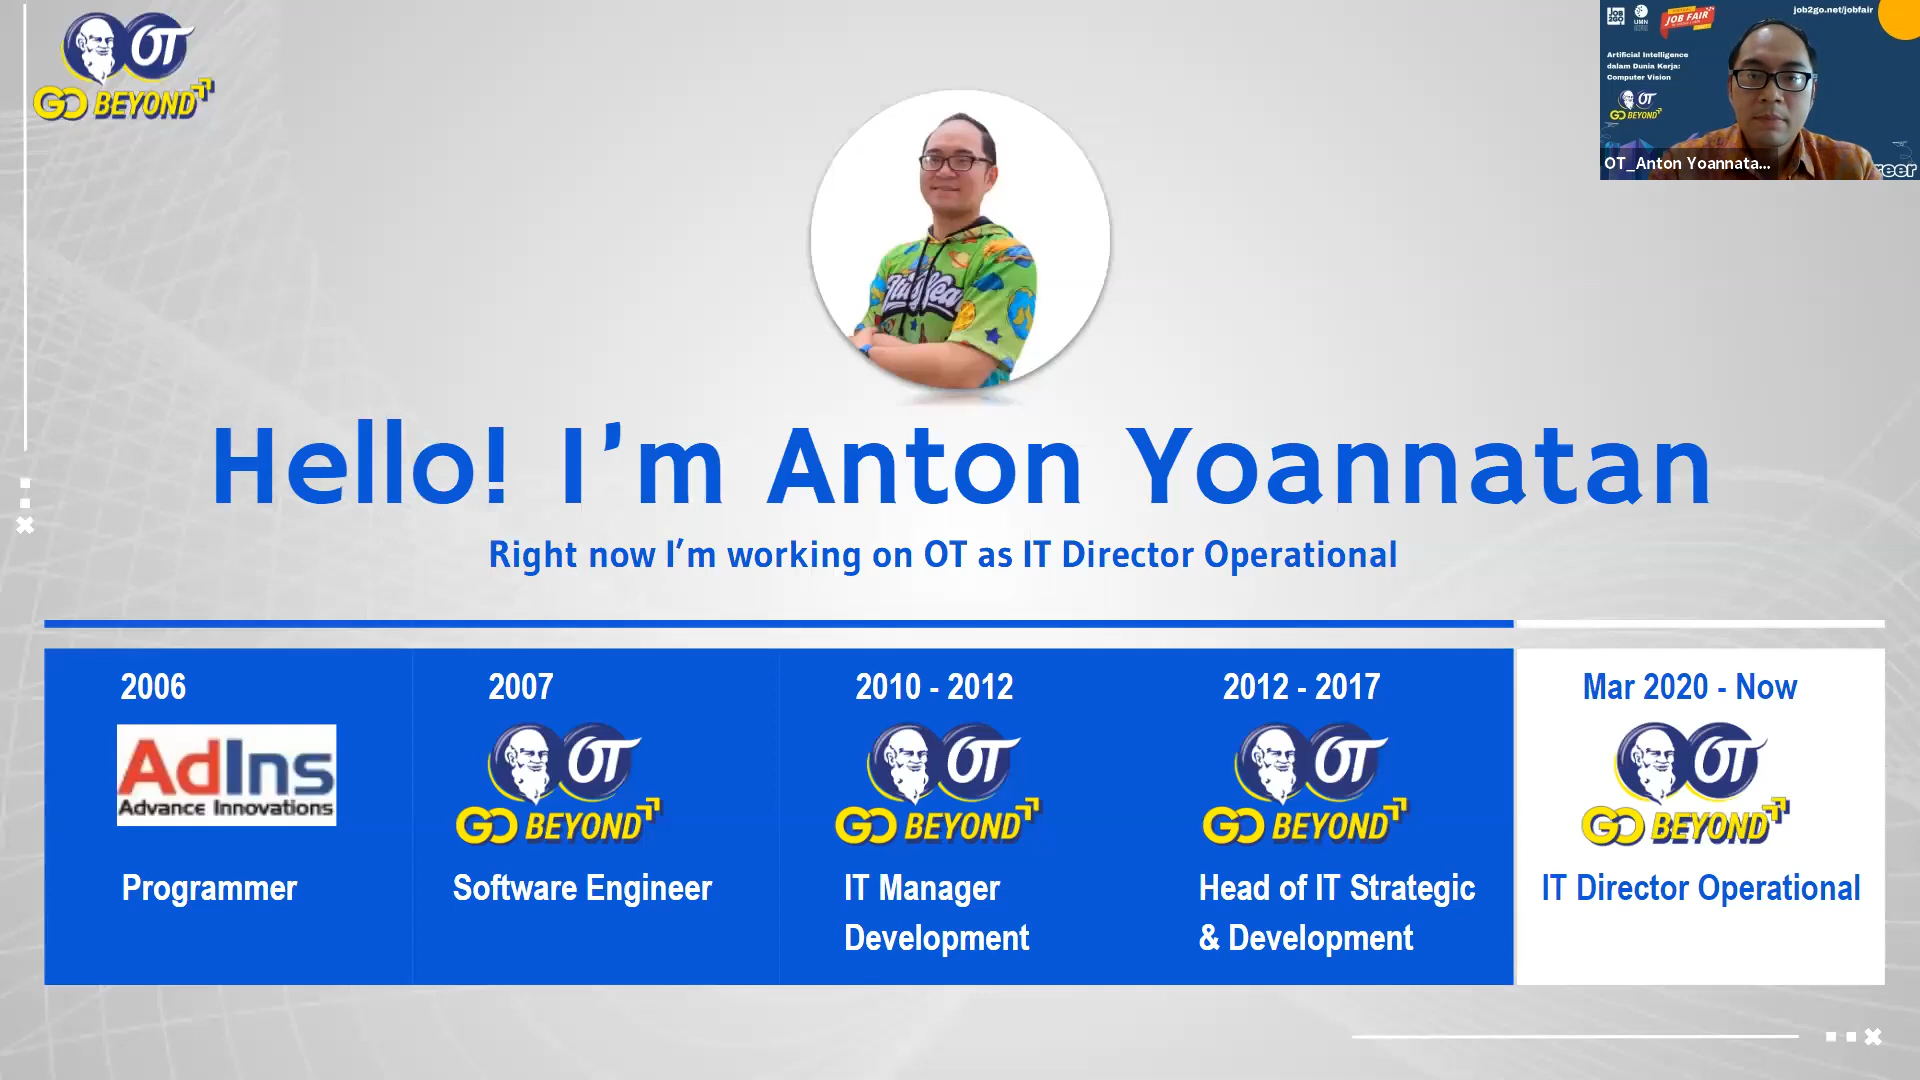 OT
GO BEYOND
JOB2GO
UMN
JOB FAIR
job2go.net/jobfair
Artificial Intelligence
dalam Dunia Kerja:
Computer Vision
OT
GO BEYOND
OT_Anton Yoannata...
reer
Hello! I’m Anton Yoannatan
Right now I’m working on OT as IT Director Operational
2006
AdIns
Advance Innovations
Programmer
2007
OT
GO BEYOND
Software Engineer
2010 - 2012
OT
GO BEYOND
IT Manager
Development
2012 - 2017
OT
GO BEYOND
Head of IT Strategic
& Development
Mar 2020 - Now
OT
GO BEYOND
IT Director Operational